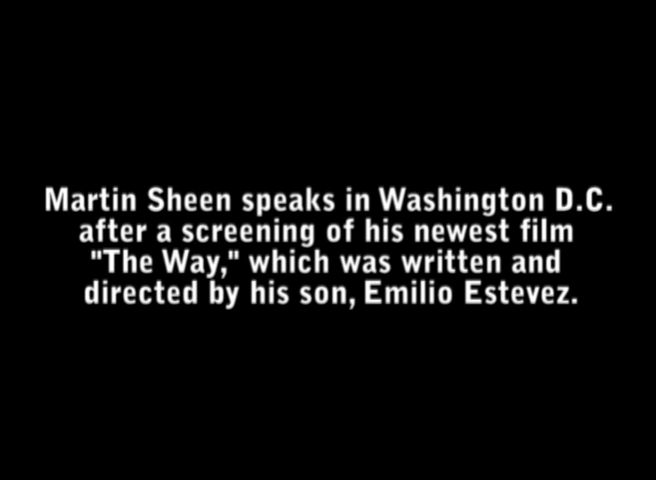 Martin Sheen speaks in Washington D.C.
after a screening of his newest film
"The Way," which was written and
directed by his son, Emilio Estevez.